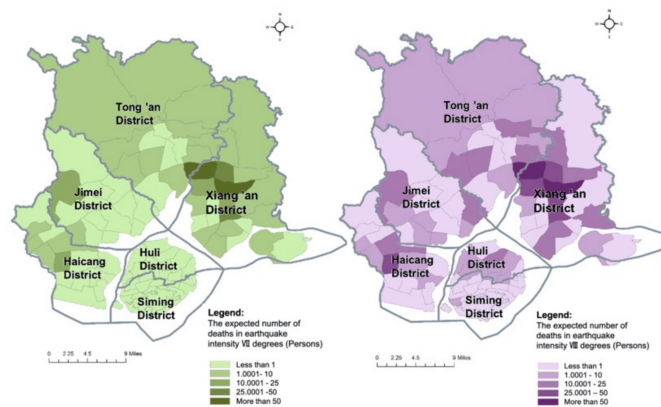 N
W E
S
Tong 'an
District
Jimei
District
Xiang 'an
District
Haicang
District
Huli
District
Siming
District
Legend:
The expected number of
deaths in earthquake
intensity Ⅶ degrees (Persons)
Less than 1
1.0001- 10
10.0001 - 25
25.0001 -50
More than 50
0 2.25 4.5 9 Miles
N
W E
S
Tong 'an
District
Jimei
District
Xiang 'an
District
Haicang
District
Huli
District
Siming
District
Legend:
The expected number of
deaths in earthquake
intensity Ⅷ degrees (Persons)
Less than 1
1.0001 - 10
10.0001 - 25
25.0001 – 50
More than 50
0 2.25 4.5 9 Miles